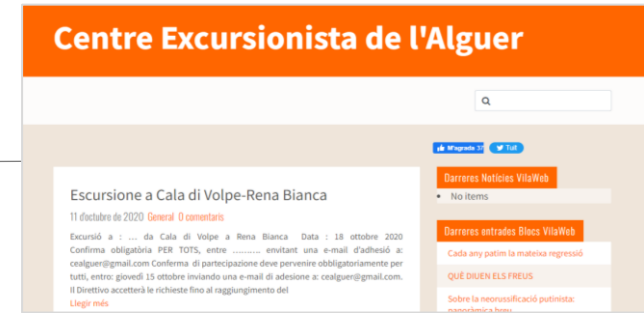 Centre Excursionista de l'Alguer
M'agrada 37
Tuit
Escursione a Cala di Volpe-Rena Bianca
11 d'octubre de 2020 General 0 comentaris
Excursió a : ... da Cala di Volpe a Rena Bianca Data : 18 ottobre 2020
Confirma obligatòria PER TOTS, entre ........... envitant una e-mail d'adhesió a:
cealguer@gmail.com Conferma di partecipazione deve pervenire obbligatoriamente per
tutti, entro: giovedì 15 ottobre inviando una e-mail di adesione a: cealguer@gmail.com.
Il Direttivo accetterà le richieste fino al raggiungimento del
Llegir més
Darreres Notícies VilaWeb
No items
Darreres entrades Blocs VilaWeb
Cada any patim la mateixa regressió
QUÈ DIUEN ELS FREUS
Sobre la neorussificació putinista:
panoràmica breu